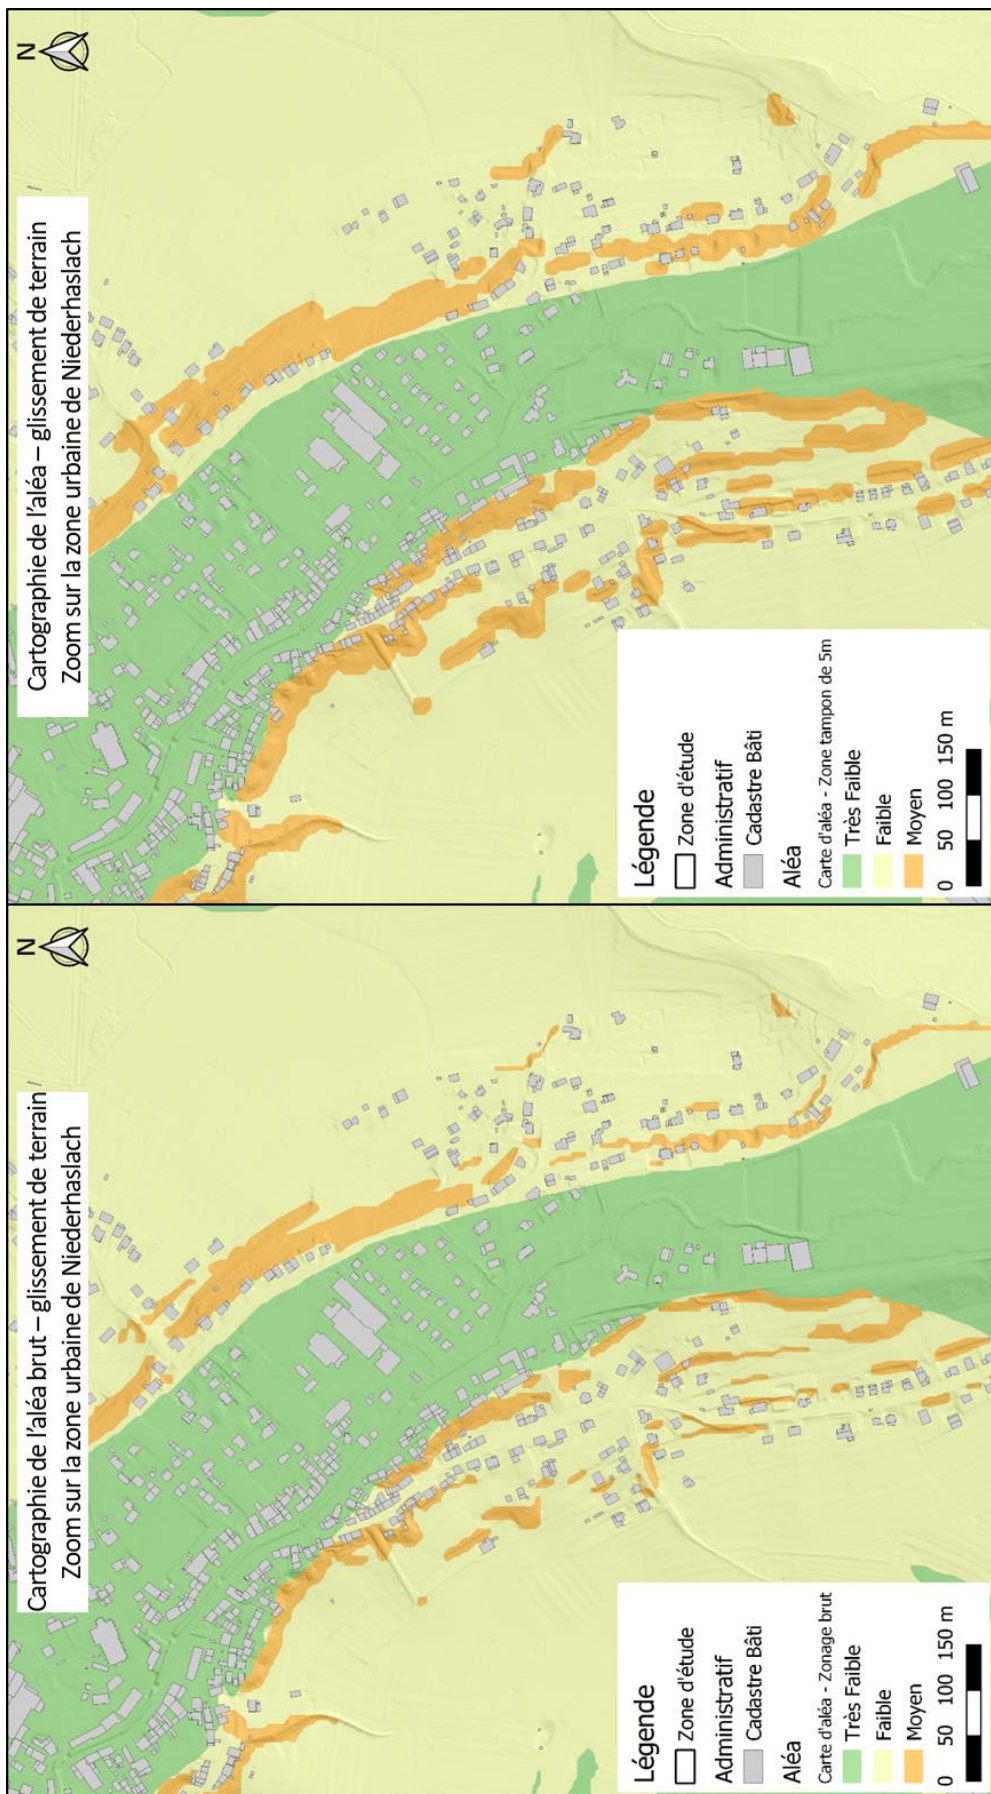 Cartographie de l'aléa brut – glissement de terrain
Zoom sur la zone urbaine de Niederhaslach
N
Légende
Zone d'étude
Administratif
Cadastre Bâti
Aléa
Carte d'aléa - Zonage brut
Très Faible
Faible
Moyen
0 50 100 150 m
Cartographie de l'aléa – glissement de terrain
Zoom sur la zone urbaine de Niederhaslach
N
Légende
Zone d'étude
Administratif
Cadastre Bâti
Aléa
Carte d'aléa - Zone tampon de 5m
Très Faible
Faible
Moyen
0 50 100 150 m